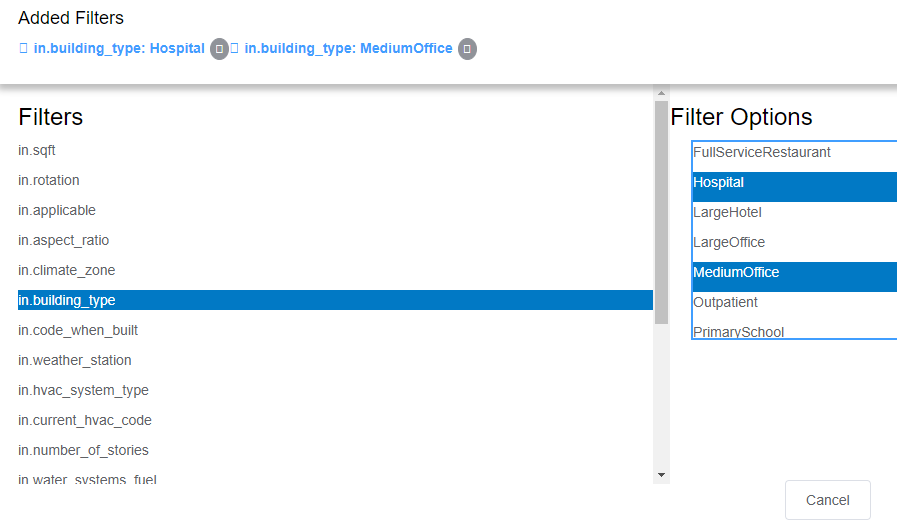 Added Filters
in.building_type: Hospital in.building_type: MediumOffice
Filters
in.sqft
in.rotation
in.applicable
in.aspect_ratio
in.climate_zone
in.building_type
in.code_when_built
in.weather_station
in.hvac_system_type
in.current_hvac_code
in.number_of_stories
in.water_systems_fuel
Filter Options
FullServiceRestaurant
Hospital
LargeHotel
LargeOffice
MediumOffice
Outpatient
PrimarySchool
Cancel